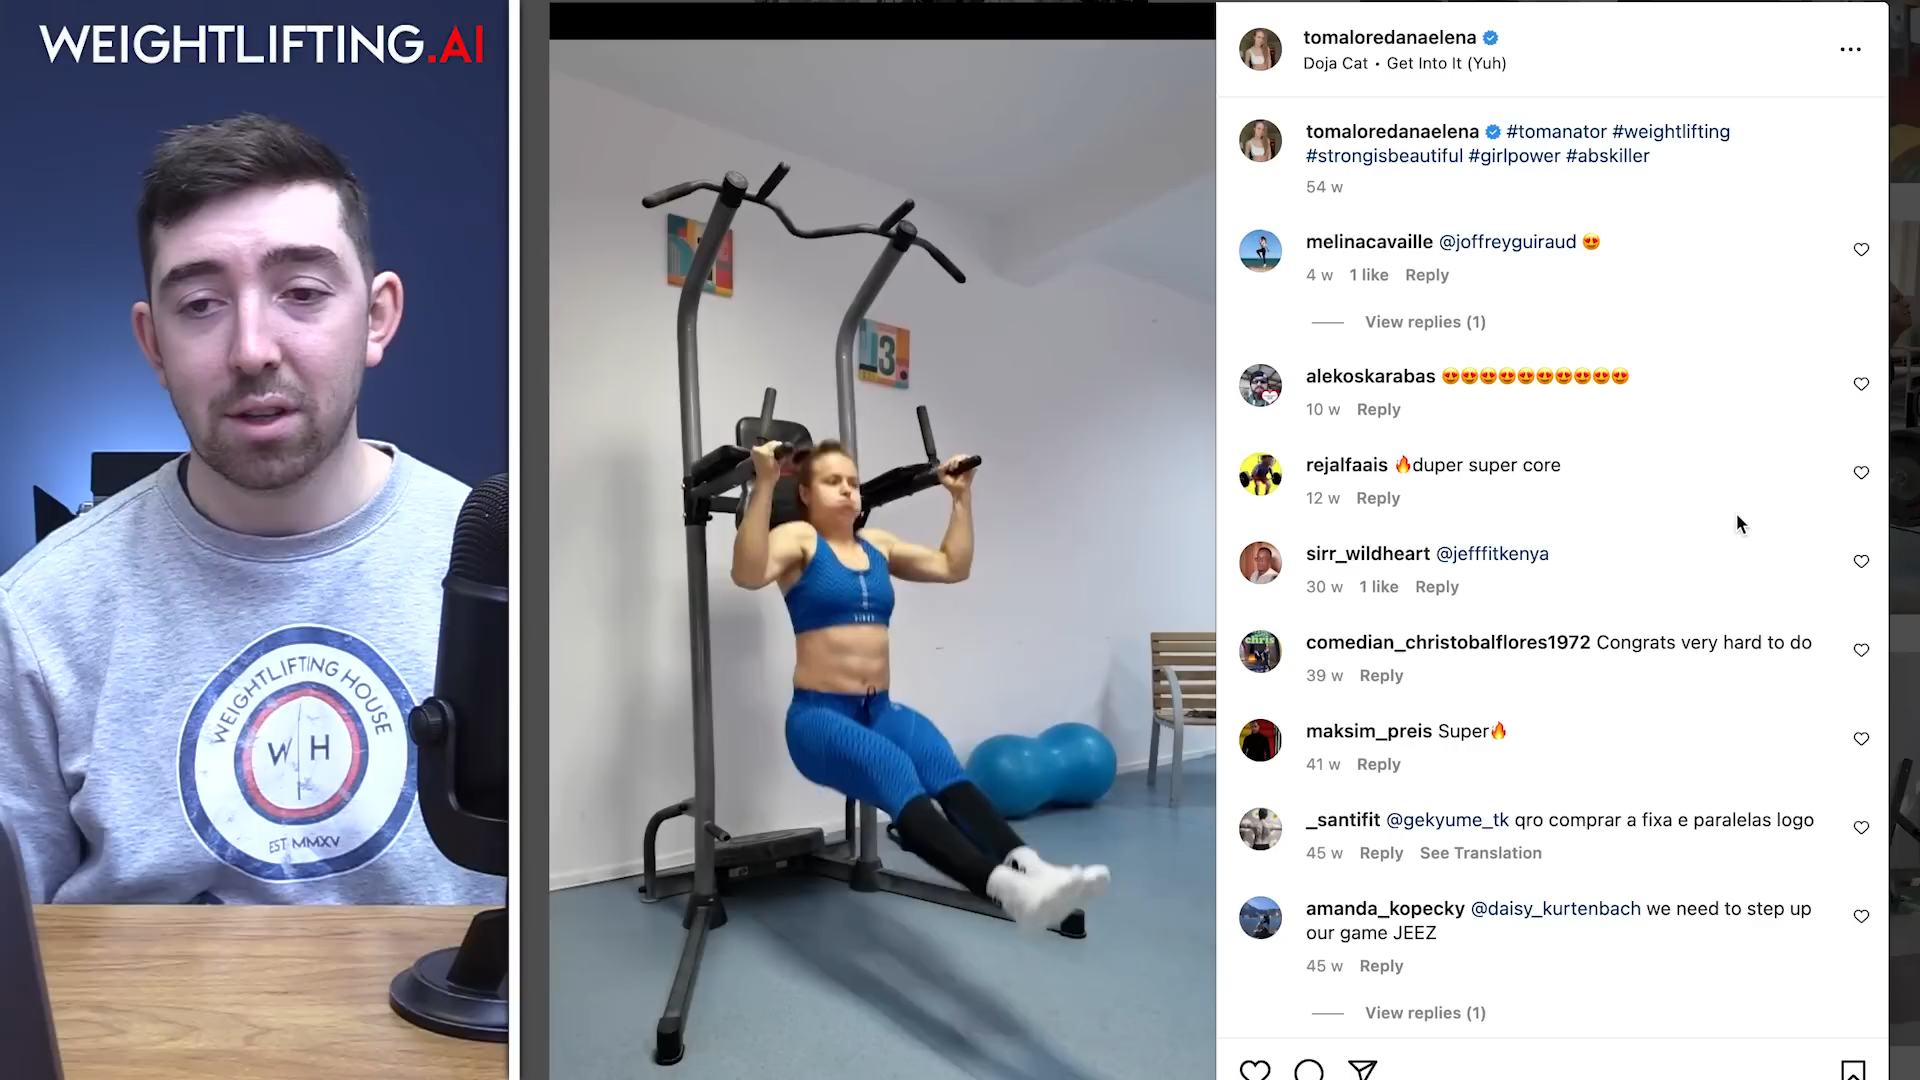 WEIGHTLIFTING.AI
WEIGHTLIFTING HOUSE
W H
EST MMXV
3
tomaloredanaelena
Doja Cat • Get Into It (Yuh)
tomaloredanaelena #tomanator #weightlifting
#strongisbeautiful #girlpower #abskiller
54 w
melinacavaille @joffreyguiraud 😍
4 w 1 like Reply
View replies (1)
alekoskarabas 😍😍😍😍😍😍😍😍😍😍
10 w Reply
rejalfaais 🔥duper super core
12 w Reply
sirr_wildheart @jefffitkenya
30 w 1 like Reply
chris
comedian_christobalflores1972 Congrats very hard to do
39 w Reply
maksim_preis Super🔥
41 w Reply
_santifit @gekyume_tk qro comprar a fixa e paralelas logo
45 w Reply See Translation
amanda_kopecky @daisy_kurtenbach we need to step up
our game JEEZ
45 w Reply
View replies (1)